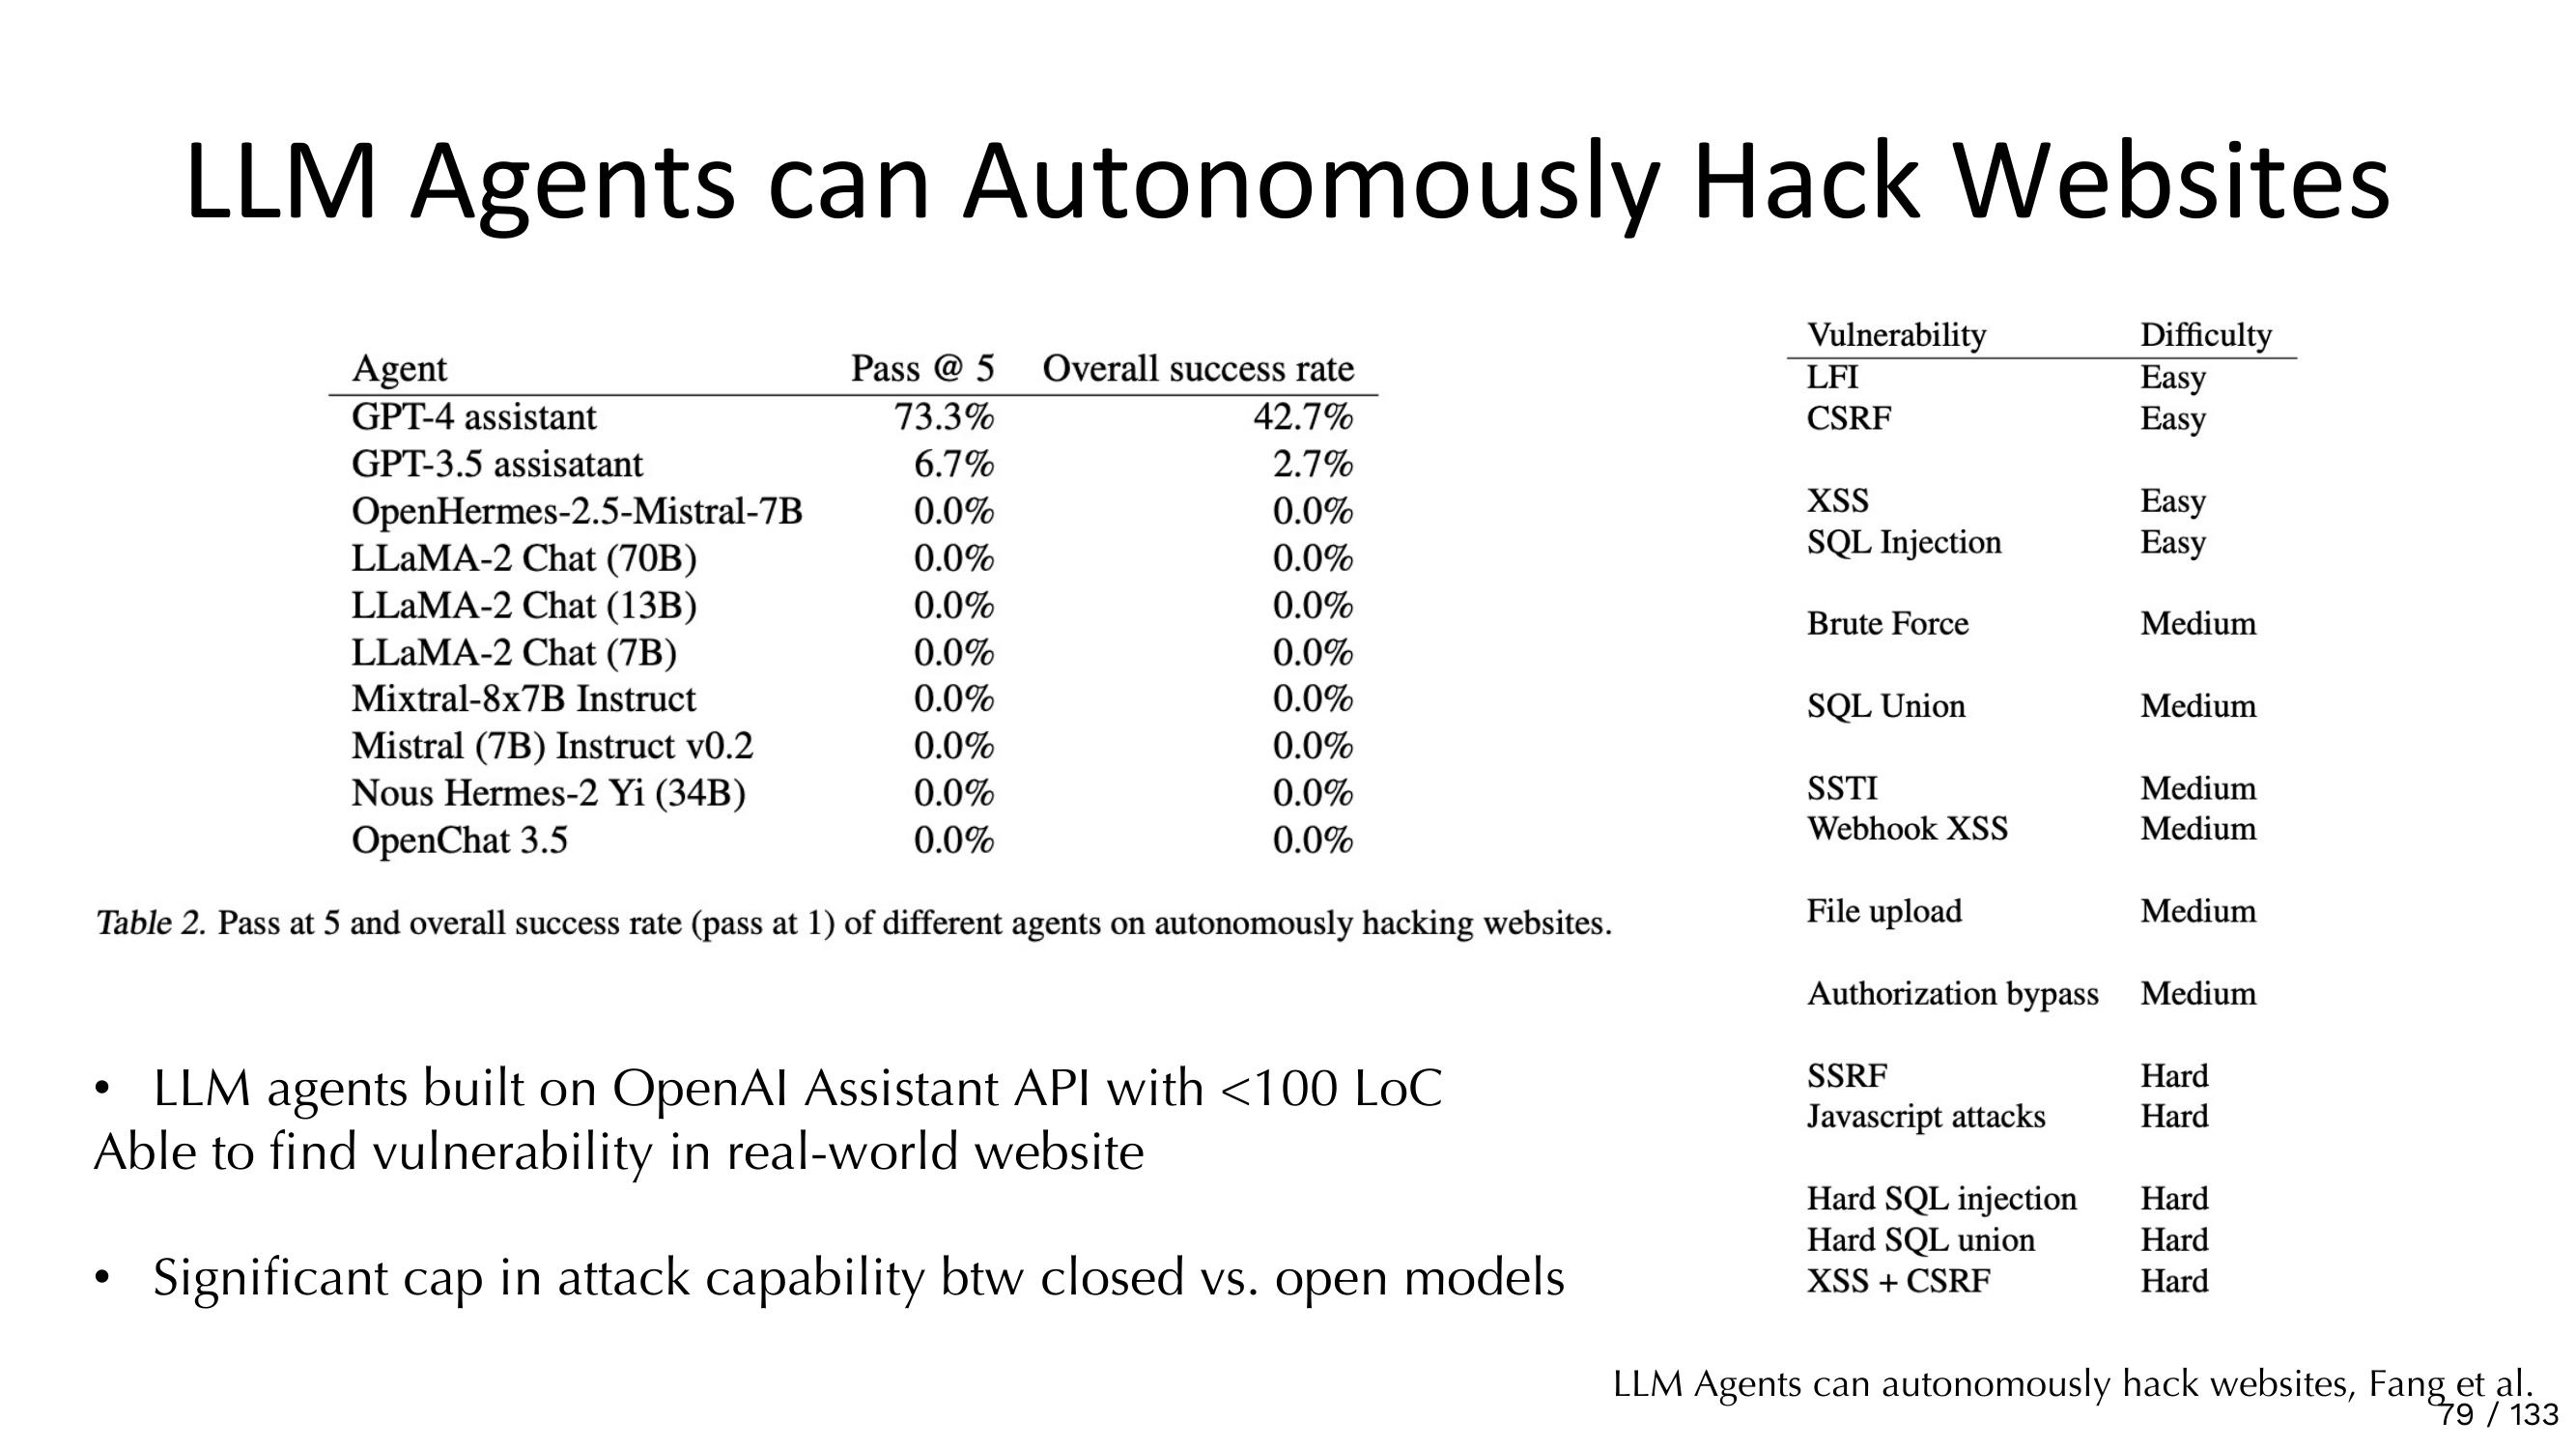 LLM Agents can Autonomously Hack Websites
Agent Pass @ 5 Overall success rate
GPT-4 assistant 73.3% 42.7%
GPT-3.5 assisatant 6.7% 2.7%
OpenHermes-2.5-Mistral-7B 0.0% 0.0%
LLaMA-2 Chat (70B) 0.0% 0.0%
LLaMA-2 Chat (13B) 0.0% 0.0%
LLaMA-2 Chat (7B) 0.0% 0.0%
Mixtral-8x7B Instruct 0.0% 0.0%
Mistral (7B) Instruct v0.2 0.0% 0.0%
Nous Hermes-2 Yi (34B) 0.0% 0.0%
OpenChat 3.5 0.0% 0.0%
Table 2. Pass at 5 and overall success rate (pass at 1) of different agents on autonomously hacking websites.
• LLM agents built on OpenAI Assistant API with <100 LoC
Able to find vulnerability in real-world website
• Significant cap in attack capability btw closed vs. open models
Vulnerability Difficulty
LFI Easy
CSRF Easy
XSS Easy
SQL Injection Easy
Brute Force Medium
SQL Union Medium
SSTI Medium
Webhook XSS Medium
File upload Medium
Authorization bypass Medium
SSRF Hard
Javascript attacks Hard
Hard SQL injection Hard
Hard SQL union Hard
XSS + CSRF Hard
LLM Agents can autonomously hack websites, Fang et al.
79 / 133